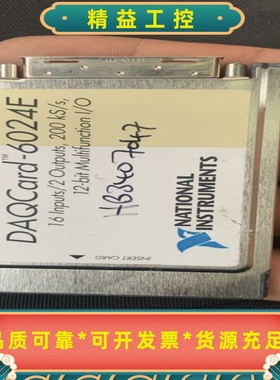 精益工控
DAQCard™-6024E
16 Inputs/2 Outputs, 200 kS/s,
12-bit Multifunction I/O
HB3407047
NATIONAL
INSTRUMENTS
INSERT CARD
品质可靠*可开发票*货源充足